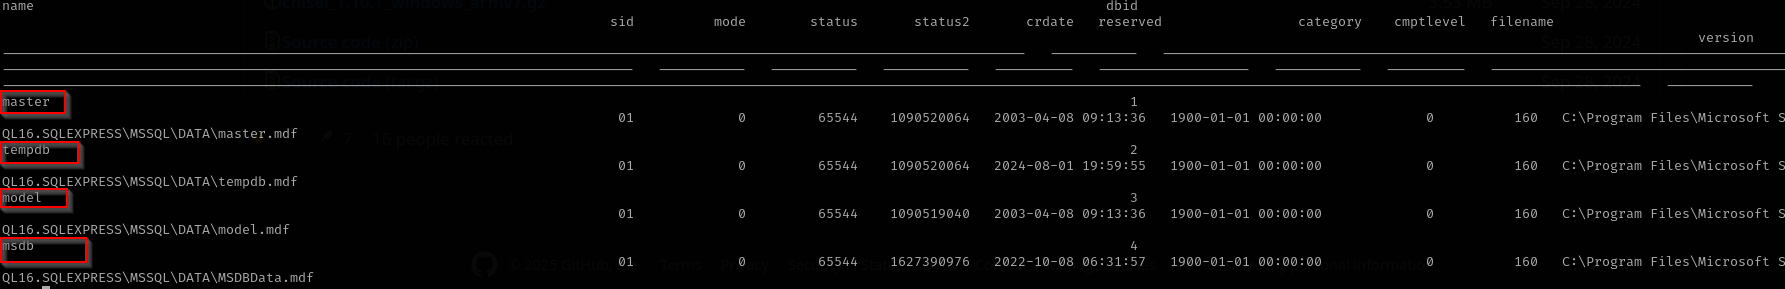 name dbid
sid mode status status2 crdate reserved category cmptlevel filename
version
master 1
01 0 65544 1090520064 2003-04-08 09:13:36 1900-01-01 00:00:00 0 160 C:\Program Files\Microsoft S
QL16.SQLEXPRESS\MSSQL\DATA\master.mdf
tempdb 2
01 0 65544 1090520064 2024-08-01 19:59:55 1900-01-01 00:00:00 0 160 C:\Program Files\Microsoft S
QL16.SQLEXPRESS\MSSQL\DATA\tempdb.mdf
model 3
01 0 65544 1090519040 2003-04-08 09:13:36 1900-01-01 00:00:00 0 160 C:\Program Files\Microsoft S
QL16.SQLEXPRESS\MSSQL\DATA\model.mdf
msdb 4
01 0 65544 1627390976 2022-10-08 06:31:57 1900-01-01 00:00:00 0 160 C:\Program Files\Microsoft S
QL16.SQLEXPRESS\MSSQL\DATA\MSDBData.mdf